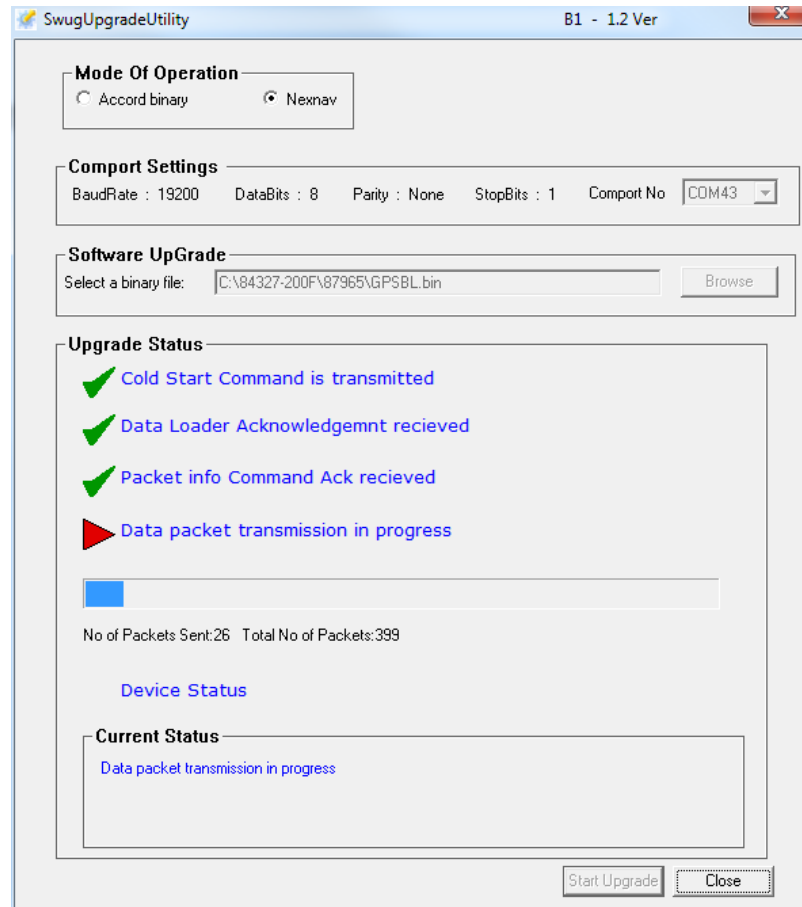 SwugUpgradeUtility B1 - 1.2 Ver
Mode Of Operation
Accord binary Nexnav
Comport Settings
BaudRate : 19200 DataBits : 8 Parity : None StopBits : 1 Comport No COM43
Software UpGrade
Select a binary file: C:\84327-200F\87965\GPSBL.bin Browse
Upgrade Status
Cold Start Command is transmitted
Data Loader Acknowledgemnt recieved
Packet info Command Ack recieved
Data packet transmission in progress
No of Packets Sent:26 Total No of Packets:399
Device Status
Current Status
Data packet transmission in progress
Start Upgrade Close